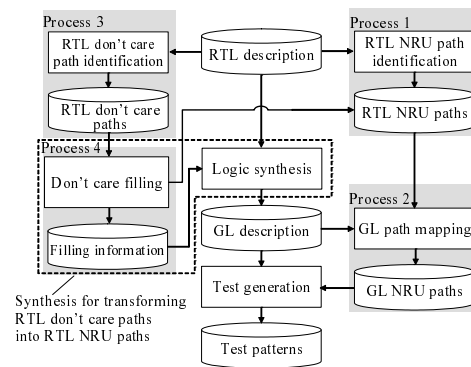 Process 3
RTL don't care
path identification
RTL don't care
paths
Process 4
Don't care filling
Filling information
Synthesis for transforming
RTL don't care paths
into RTL NRU paths
RTL
description
Logic synthesis
GL
description
Test generation
Test patterns
Process 1
RTL NRU path
identification
RTL NRU paths
Process 2
GL path mapping
GL NRU paths